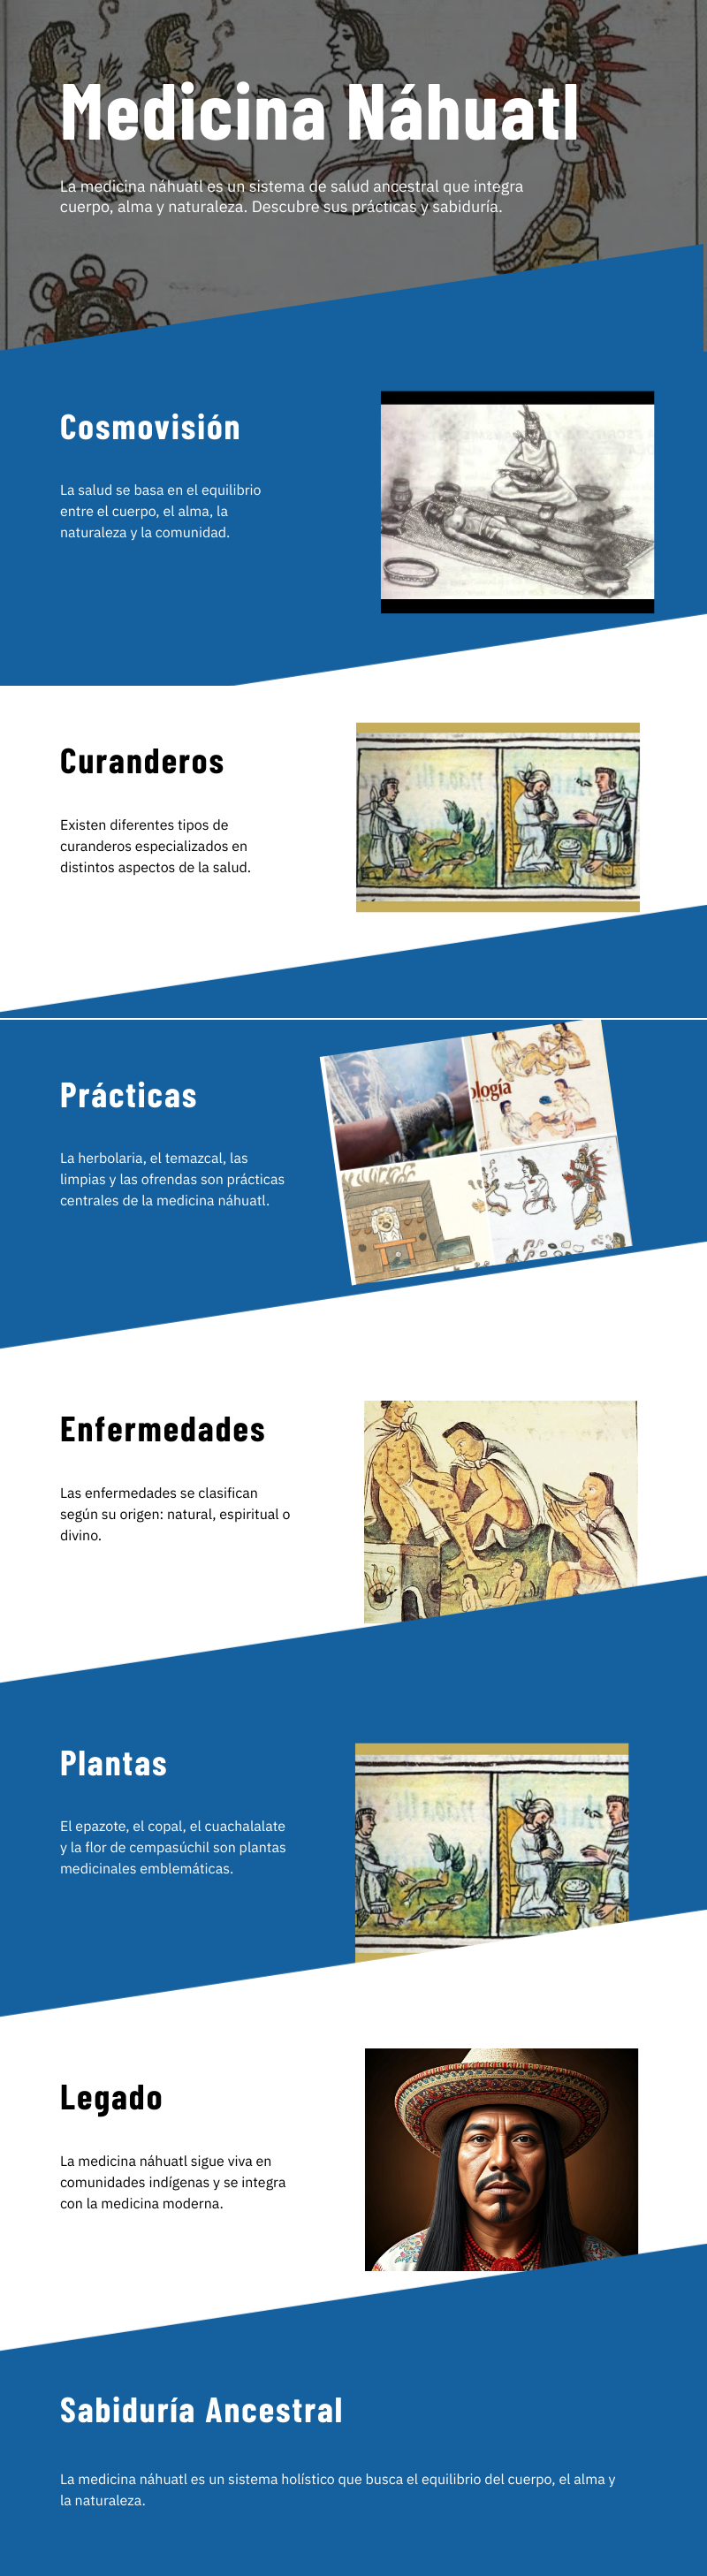 Medicina Náhuatl
La medicina náhuatl es un sistema de salud ancestral que integra
cuerpo, alma y naturaleza. Descubre sus prácticas y sabiduría.
Cosmovisión
La salud se basa en el equilibrio
entre el cuerpo, el alma, la
naturaleza y la comunidad.
Curanderos
Existen diferentes tipos de
curanderos especializados en
distintos aspectos de la salud.
Prácticas
La herbolaria, el temazcal, las
limpias y las ofrendas son prácticas
centrales de la medicina náhuatl.
ología
Enfermedades
Las enfermedades se clasifican
según su origen: natural, espiritual o
divino.
Plantas
El epazote, el copal, el cuachalalate
y la flor de cempasúchil son plantas
medicinales emblemáticas.
Legado
La medicina náhuatl sigue viva en
comunidades indígenas y se integra
con la medicina moderna.
Sabiduría Ancestral
La medicina náhuatl es un sistema holístico que busca el equilibrio del cuerpo, el alma y
la naturaleza.